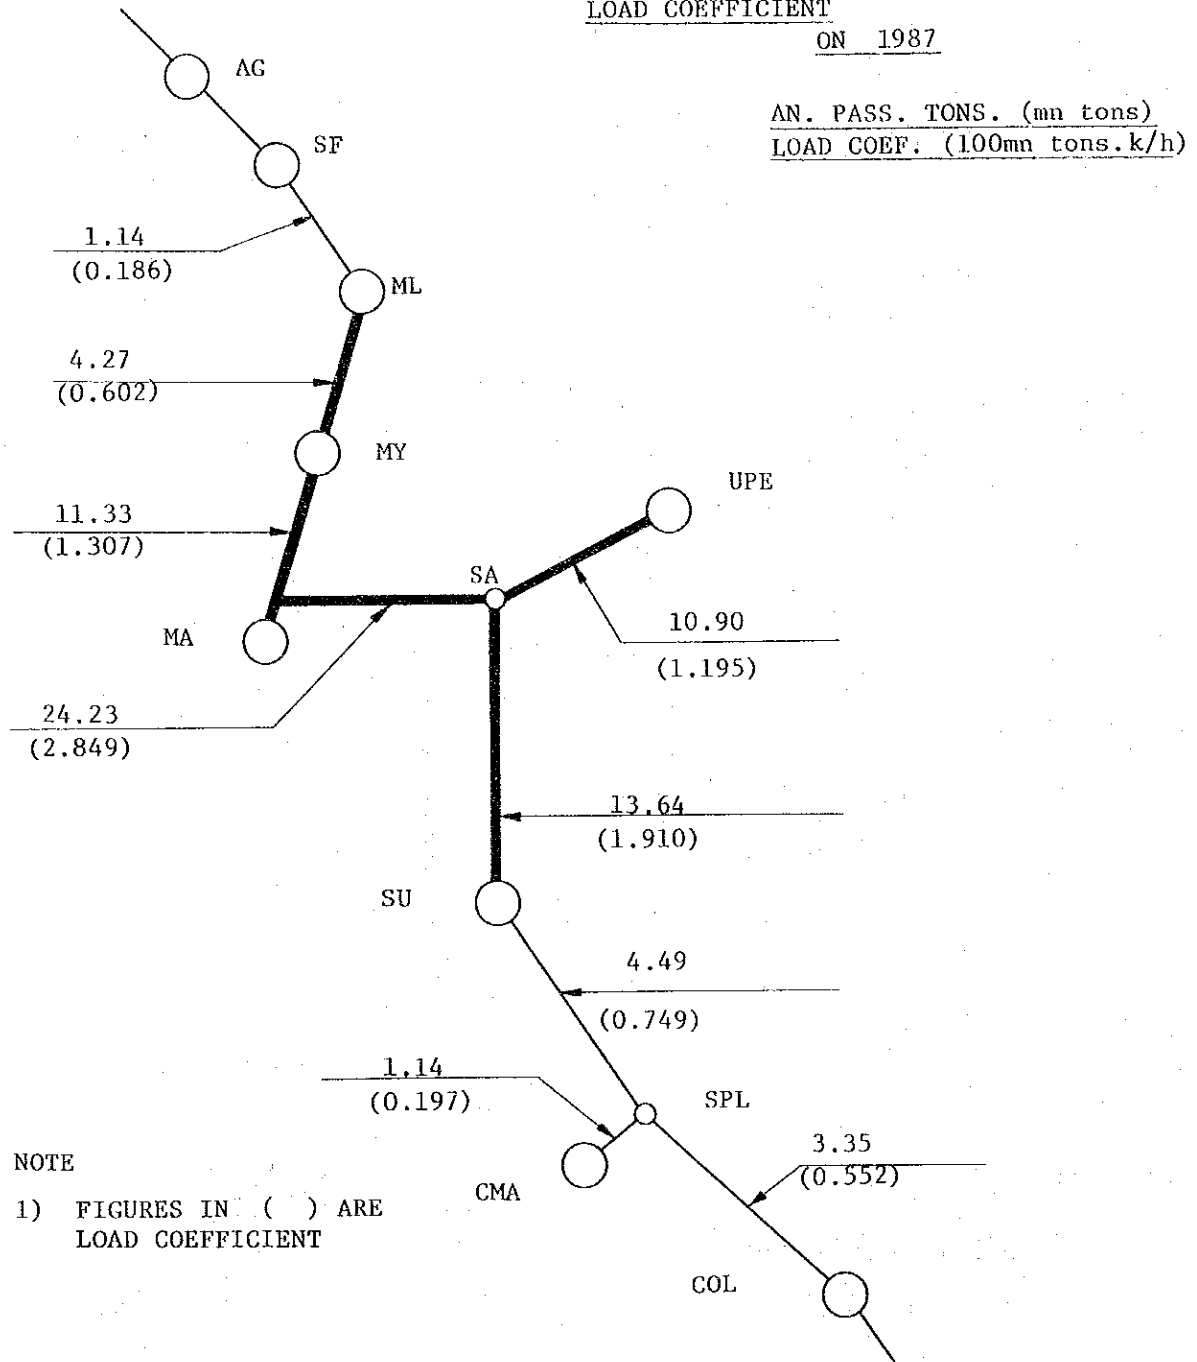 LOAD COEFFICIENT
ON 1987
AN. PASS. TONS. (mn tons)
LOAD COEF. (100mn tons.k/h)
AG
SF
1.14
(0.186)
ML
4.27
(0.602)
MY
UPE
11.33
(1.307)
SA
MA
10.90
(1.195)
24.23
(2.849)
13.64
(1.910)
SU
4.49
(0.749)
1.14
(0.197)
SPL
3.35
(0.552)
CMA
COL
NOTE
1) FIGURES IN ( ) ARE
LOAD COEFFICIENT